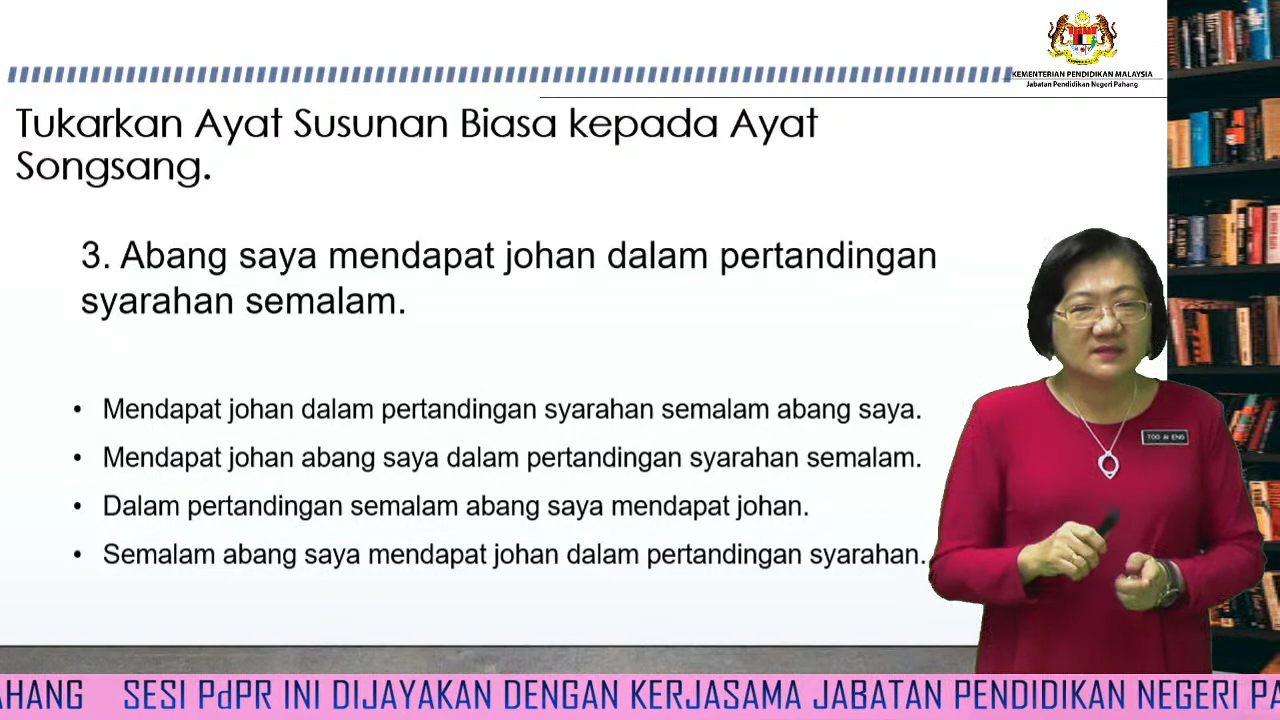 KEMENTERIAN PENDIDIKAN MALAYSIA
Jabatan Pendidikan Negeri Pahang
Tukarkan Ayat Susunan Biasa kepada Ayat
Songsang.
3. Abang saya mendapat johan dalam pertandingan
syarahan semalam.
• Mendapat johan dalam pertandingan syarahan semalam abang saya.
• Mendapat johan abang saya dalam pertandingan syarahan semalam.
• Dalam pertandingan semalam abang saya mendapat johan.
• Semalam abang saya mendapat johan dalam pertandingan syarahan.
TOO AI ENG
AHANG SESI PdPR INI DIJAYAKAN DENGAN KERJASAMA JABATAN PENDIDIKAN NEGERI PA